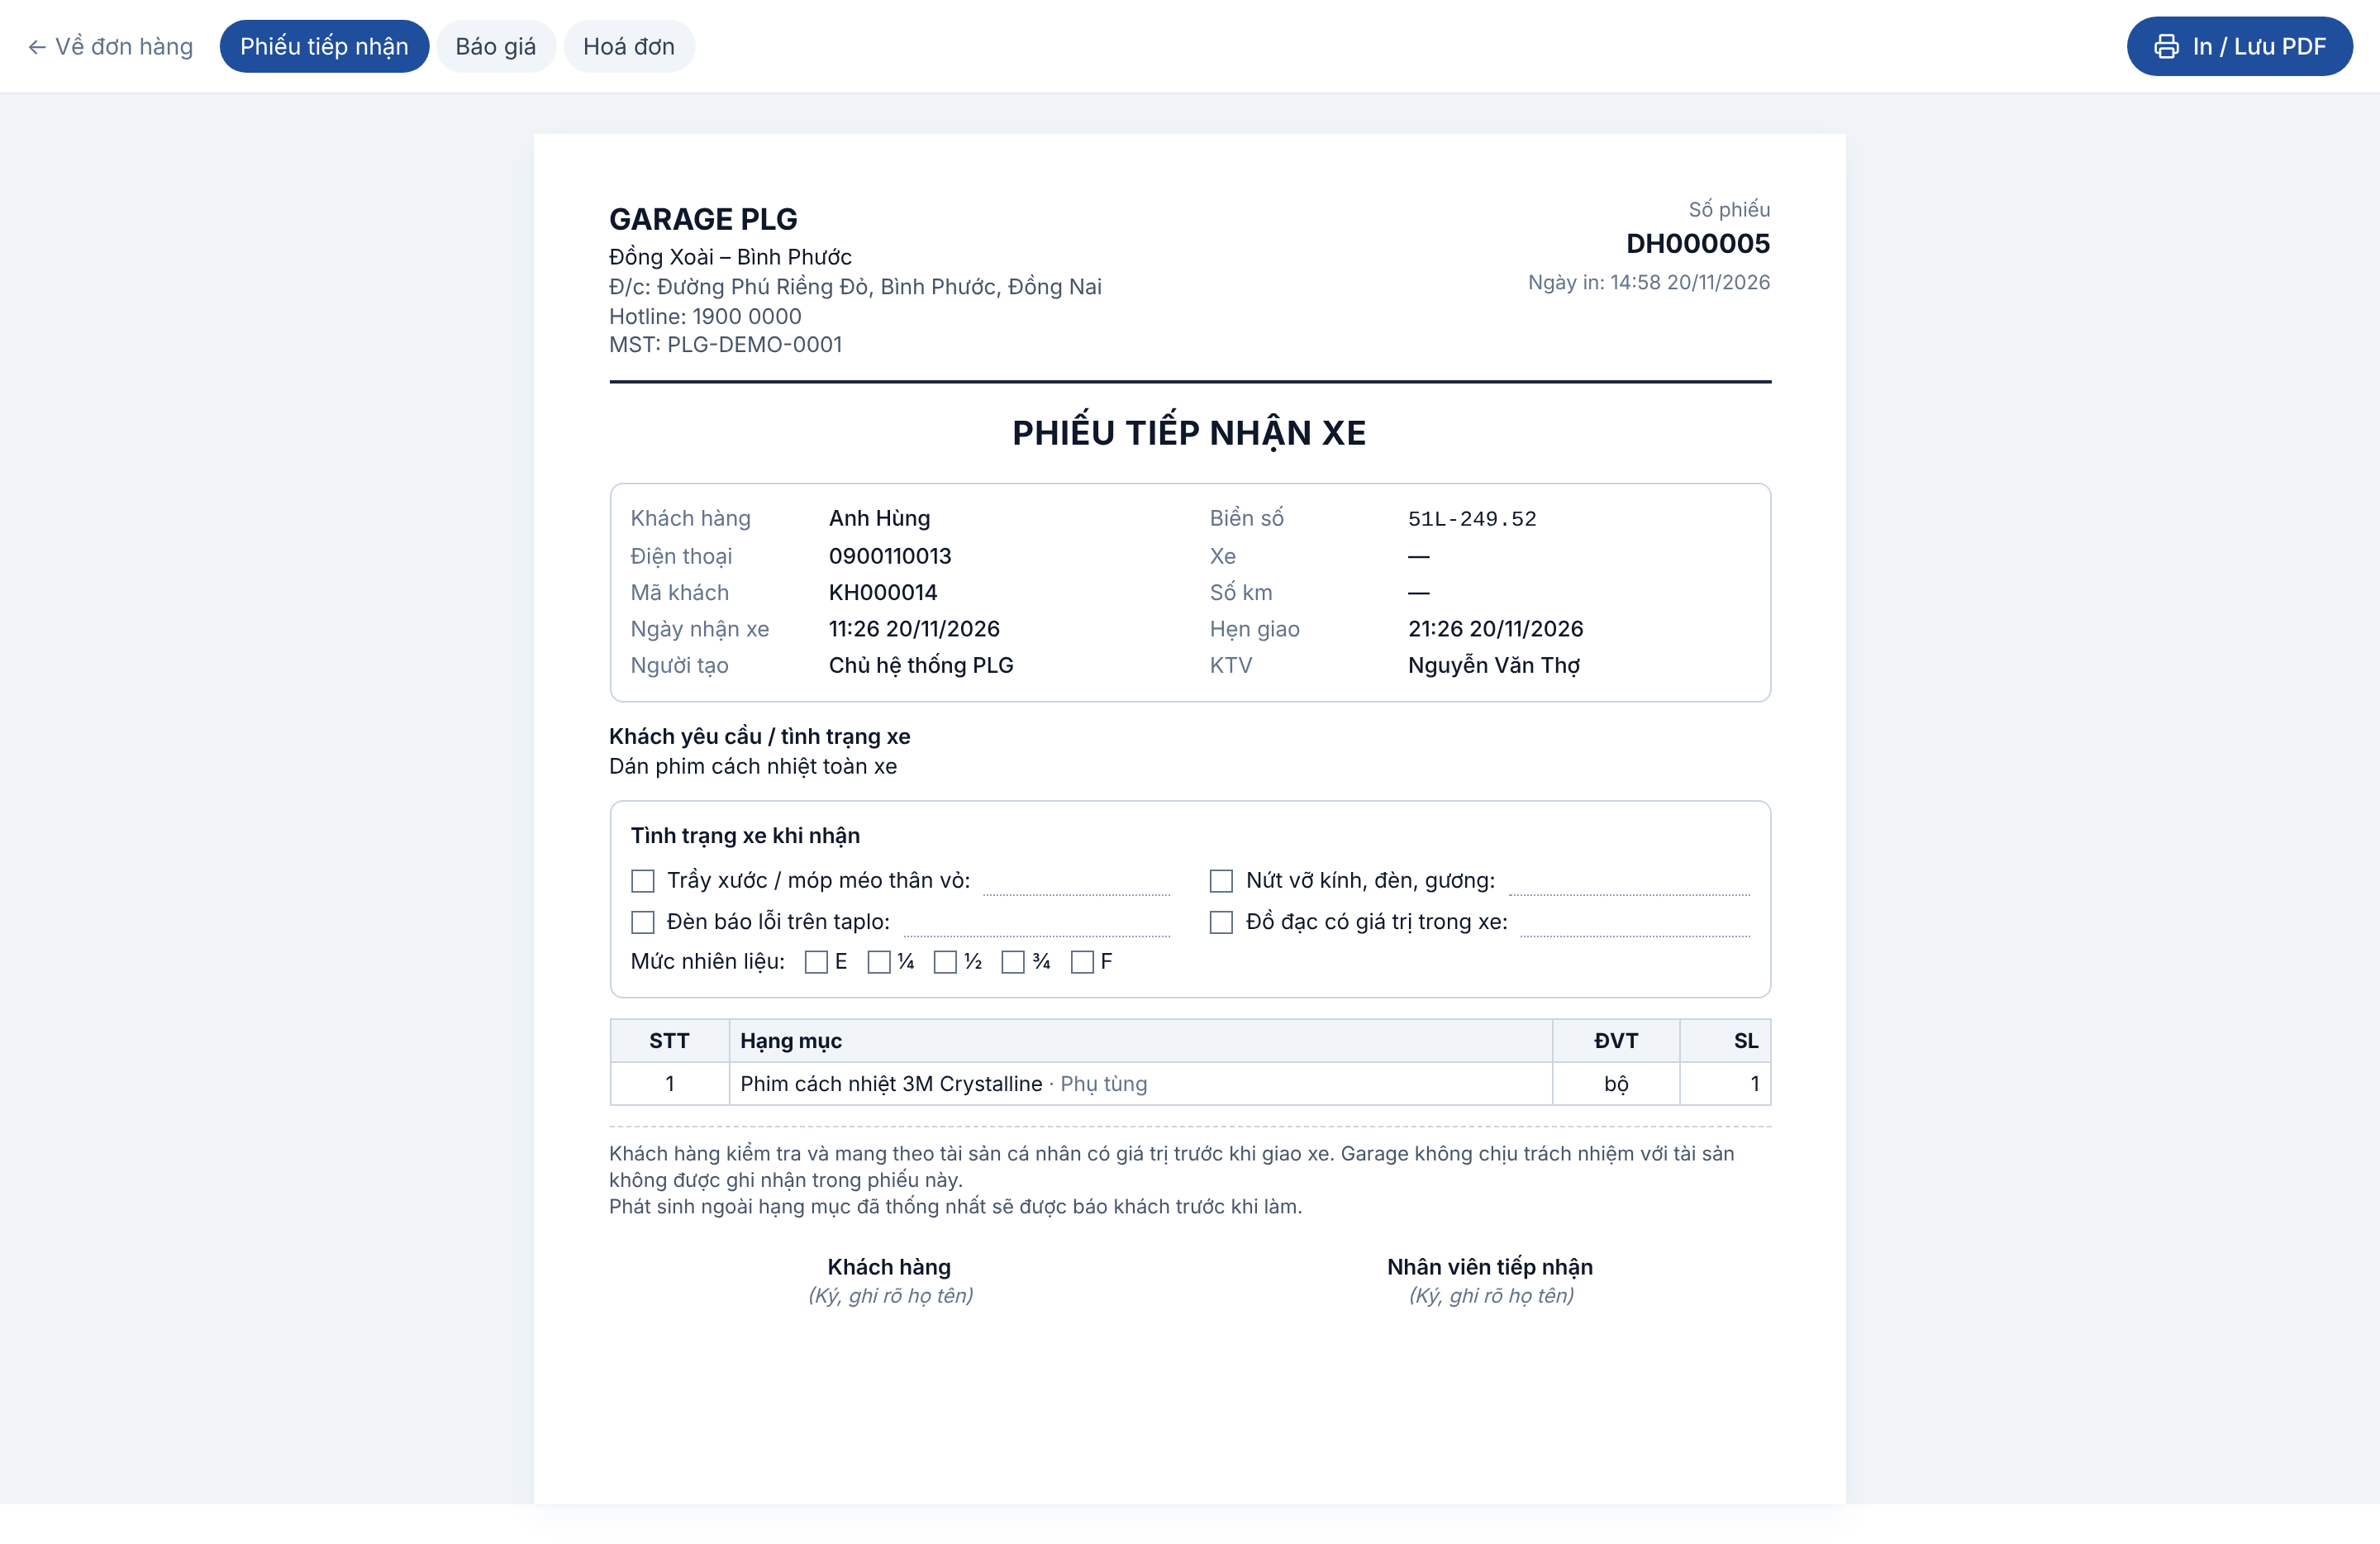 ← Về đơn hàng
Phiếu tiếp nhận
Báo giá
Hoá đơn
In / Lưu PDF
GARAGE PLG
Đồng Xoài – Bình Phước
Đ/c: Đường Phú Riềng Đỏ, Bình Phước, Đồng Nai
Hotline: 1900 0000
MST: PLG-DEMO-0001
Số phiếu
DH000005
Ngày in: 14:58 20/11/2026
PHIẾU TIẾP NHẬN XE
Khách hàng Anh Hùng Biển số 51L-249.52
Điện thoại 0900110013 Xe —
Mã khách KH000014 Số km —
Ngày nhận xe 11:26 20/11/2026 Hẹn giao 21:26 20/11/2026
Người tạo Chủ hệ thống PLG KTV Nguyễn Văn Thợ
Khách yêu cầu / tình trạng xe
Dán phim cách nhiệt toàn xe
Tình trạng xe khi nhận
Trầy xước / móp méo thân vỏ: Nứt vỡ kính, đèn, gương:
Đèn báo lỗi trên taplo: Đồ đạc có giá trị trong xe:
Mức nhiên liệu: E ¼ ½ ¾ F
STT Hạng mục ĐVT SL
1 Phim cách nhiệt 3M Crystalline · Phụ tùng bộ 1
Khách hàng kiểm tra và mang theo tài sản cá nhân có giá trị trước khi giao xe. Garage không chịu trách nhiệm với tài sản
không được ghi nhận trong phiếu này.
Phát sinh ngoài hạng mục đã thống nhất sẽ được báo khách trước khi làm.
Khách hàng Nhân viên tiếp nhận
(Ký, ghi rõ họ tên) (Ký, ghi rõ họ tên)